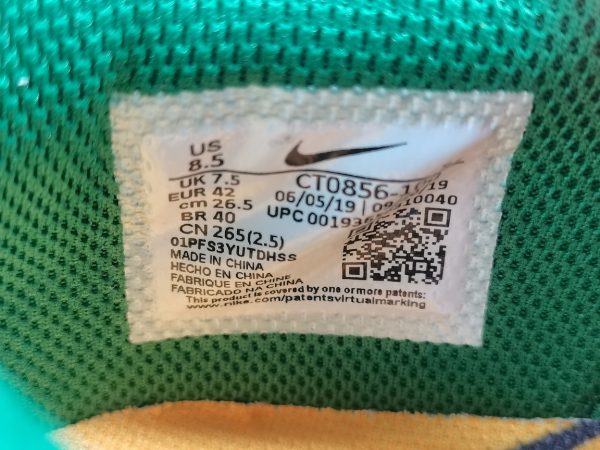 US
8.5
UK 7.5
EUR 42
cm 26.5
BR 40
CN 265(2.5)
01PFS3YUTDHSS
MADE IN CHINA
HECHO EN CHINA
FABRIQUE EN CHINE
FABRICADO NA CHINA
This product is covered by one or more patents:
www.nike.com/patentsvirtualmarking
CT0856
06/05/19
UPC